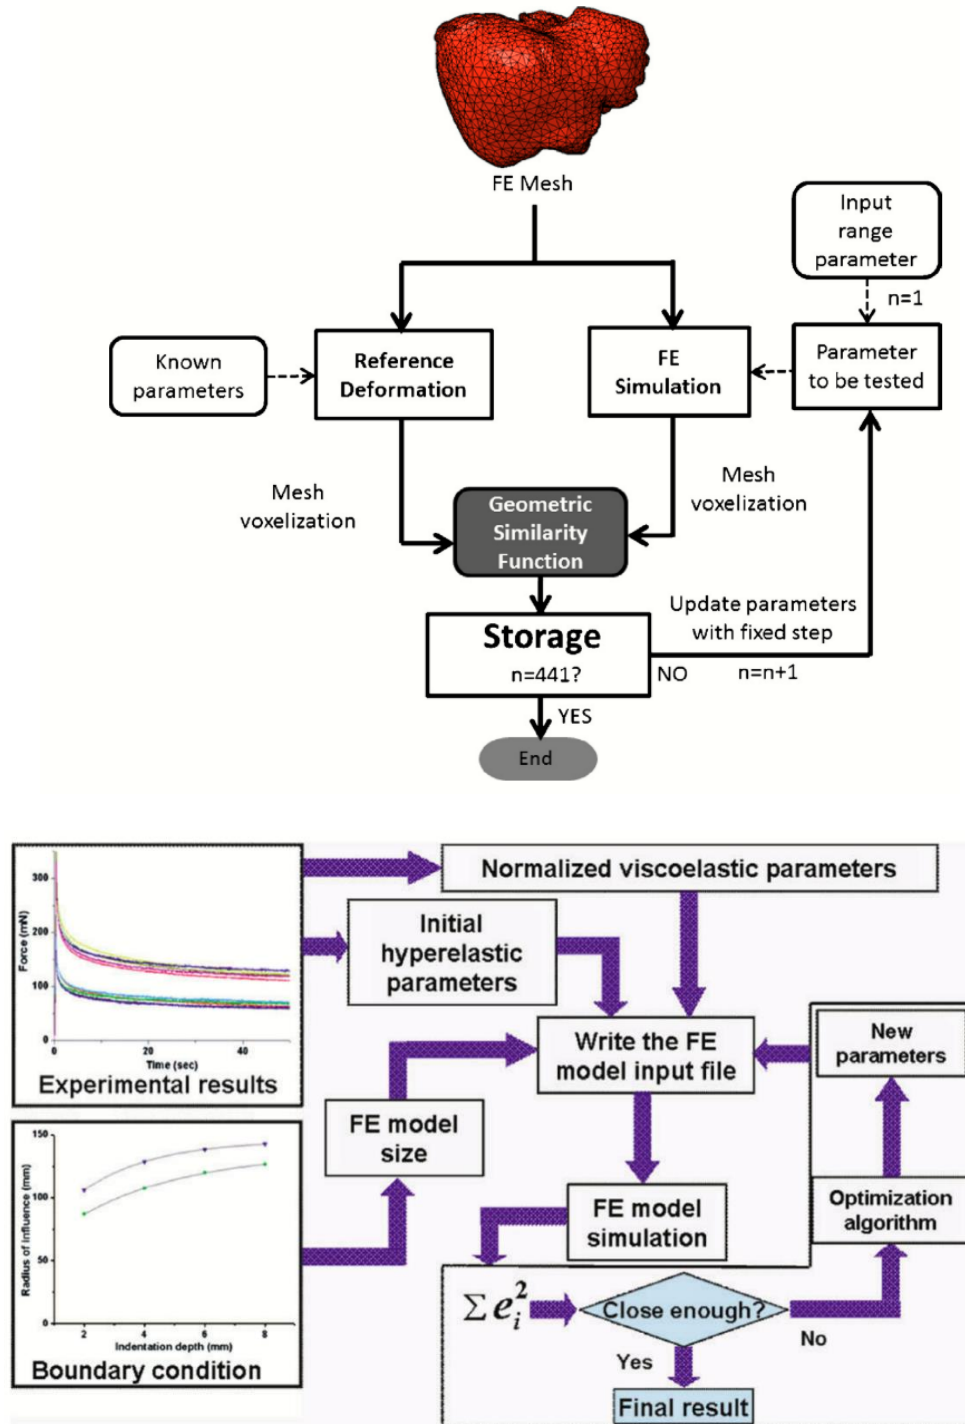 FE Mesh
Input
range
parameter
n=1
Known
parameters
Reference
Deformation
FE
Simulation
Parameter
to be tested
Mesh
voxelization
Mesh
voxelization
Geometric
Similarity
Function
Update parameters
with fixed step
Storage
n=441?
NO
n=n+1
YES
End
300
200
100
0
Force (mN)
0
20
40
Time (sec)
Experimental results
Normalized viscoelastic parameters
Initial
hyperelastic
parameters
Write the FE
model input file
New
parameters
FE model
size
150
100
50
0
Radius of influence (mm)
2
4
6
8
Indentation depth (mm)
Boundary condition
FE model
simulation
Optimization
algorithm
∑ e_i^2
Close enough?
No
Yes
Final result